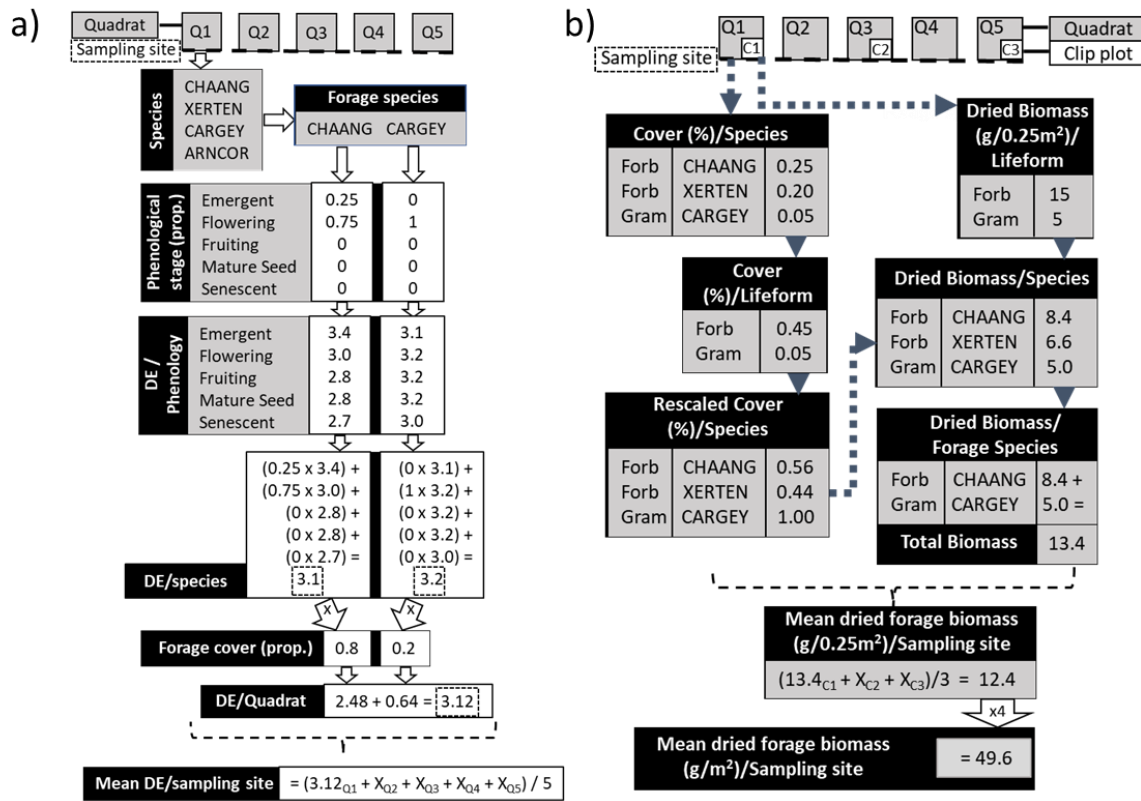 a)
Quadrat Q1 Q2 Q3 Q4 Q5
Sampling site
Species
CHAANG
XERTEN
CARGEY
ARNCOR
Forage species
CHAANG CARGEY
Phenological stage (prop.)
Emergent 0.25 0
Flowering 0.75 1
Fruiting 0 0
Mature Seed 0 0
Senescent 0 0
DE/ Phenology
Emergent 3.4 3.1
Flowering 3.0 3.2
Fruiting 2.8 3.2
Mature Seed 2.8 3.2
Senescent 2.7 3.0
(0.25 x 3.4) + (0 x 3.1) +
(0.75 x 3.0) + (1 x 3.2) +
(0 x 2.8) + (0 x 3.2) +
(0 x 2.8) + (0 x 3.2) +
(0 x 2.7) = (0 x 3.0) =
DE/species 3.1 3.2
x x
Forage cover (prop.) 0.8 0.2
DE/Quadrat 2.48 + 0.64 = 3.12
Mean DE/sampling site = (3.12Q1 + XQ2 + XQ3 + XQ4 + XQ5) / 5
b)
Q1 Q2 Q3 Q4 Q5 Quadrat
C1 C2 C3 Clip plot
Sampling site
Cover (%)/Species
Forb CHAANG 0.25
Forb XERTEN 0.20
Gram CARGEY 0.05
Dried Biomass
(g/0.25m²)/
Lifeform
Forb 15
Gram 5
Cover
(%)/Lifeform
Forb 0.45
Gram 0.05
Dried Biomass/Species
Forb CHAANG 8.4
Forb XERTEN 6.6
Gram CARGEY 5.0
Rescaled Cover
(%)/Species
Forb CHAANG 0.56
Forb XERTEN 0.44
Gram CARGEY 1.00
Dried Biomass/
Forage Species
Forb CHAANG 8.4 +
Gram CARGEY 5.0 =
Total Biomass 13.4
Mean dried forage biomass
(g/0.25m²)/Sampling site
(13.4C1 + XC2 + XC3)/3 = 12.4
x4
Mean dried forage biomass
(g/m²)/Sampling site
= 49.6